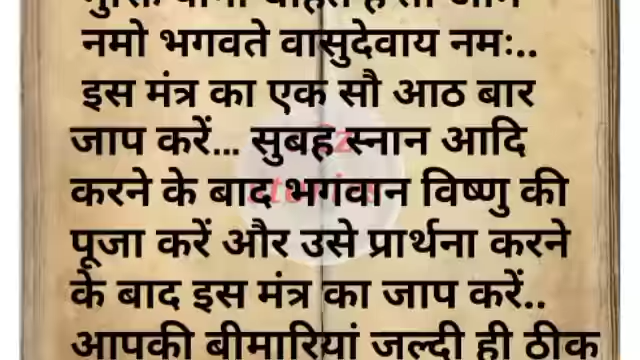 नमो भगवते वासुदेवाय नमः..
इस मंत्र का एक सौ आठ बार
जाप करें... सुबह स्नान आदि
करने के बाद भगवान विष्णु की
पूजा करें और उसे प्रार्थना करने
के बाद इस मंत्र का जाप करें..
आपकी बीमारियां जल्दी ही ठीक